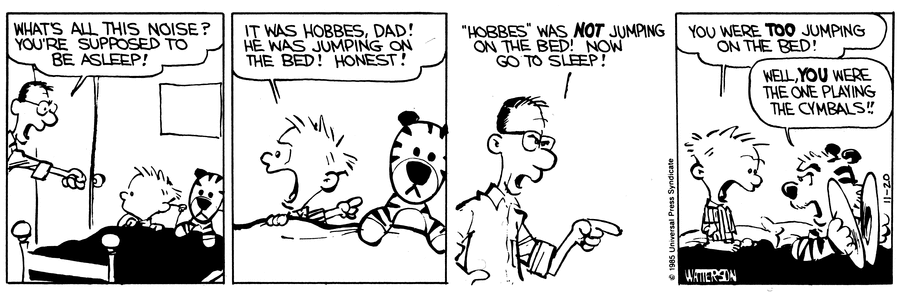 WHAT'S ALL THIS NOISE?
YOU'RE SUPPOSED TO
BE ASLEEP!
IT WAS HOBBES, DAD!
HE WAS JUMPING ON
THE BED! HONEST!
"HOBBES" WAS NOT JUMPING
ON THE BED! NOW
GO TO SLEEP!
YOU WERE TOO JUMPING
ON THE BED!
WELL, YOU WERE
THE ONE PLAYING
THE CYMBALS!!
© 1985 Universal Press Syndicate
WATTERSON
11-20